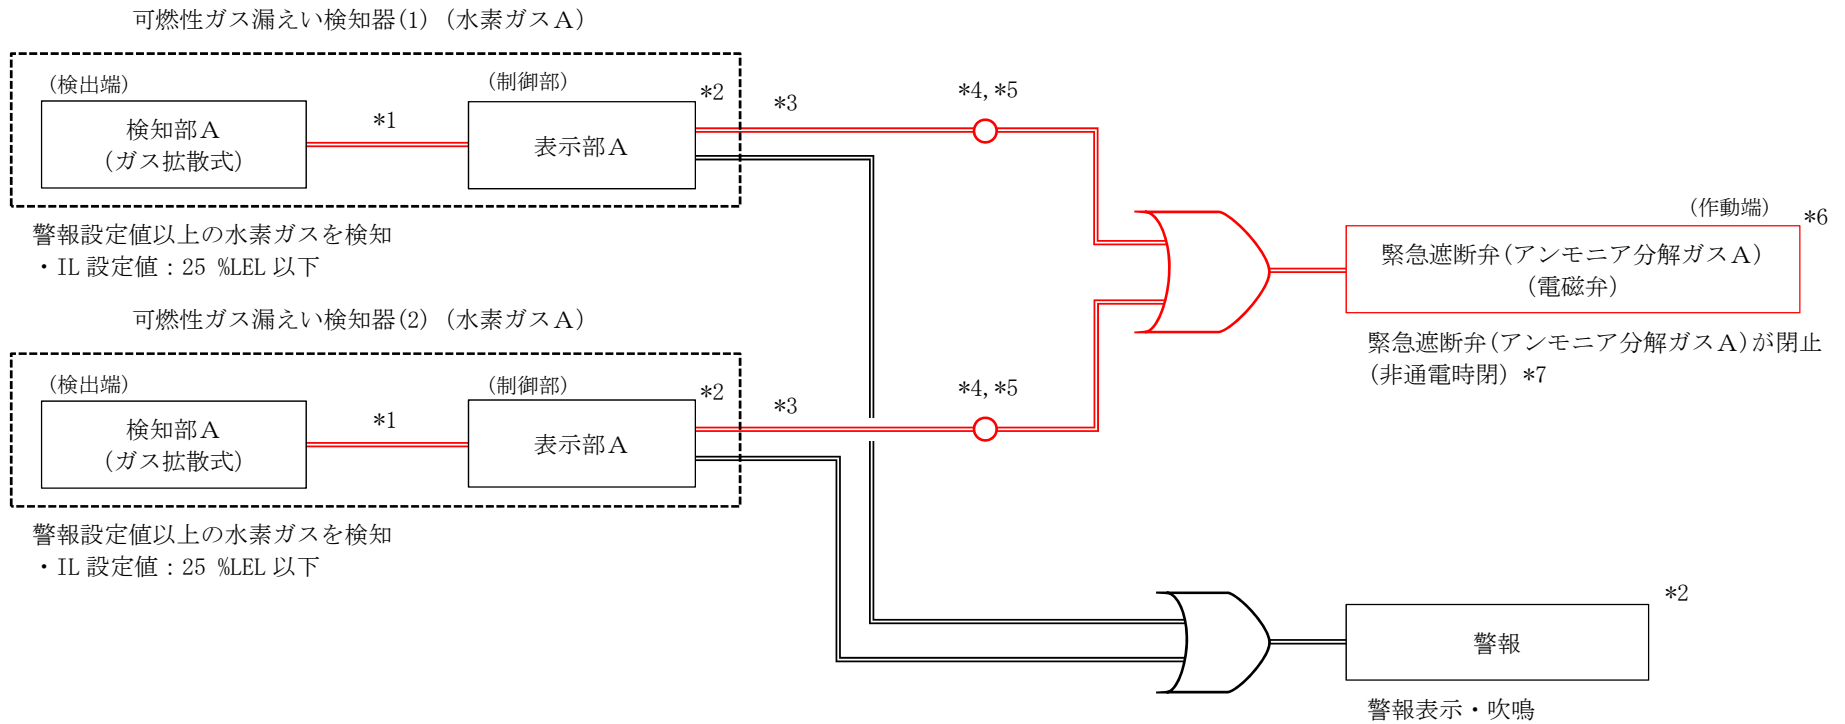 可燃性ガス漏えい検知器(1) (水素ガスＡ)
(検出端)
(制御部)
*2
*1
*3
*4, *5
検知部Ａ
(ガス拡散式)
表示部Ａ
警報設定値以上の水素ガスを検知
・IL 設定値：25 %LEL 以下
(作動端)
*6
緊急遮断弁(アンモニア分解ガスＡ)
(電磁弁)
緊急遮断弁(アンモニア分解ガスＡ)が閉止
(非通電時閉) *7
可燃性ガス漏えい検知器(2) (水素ガスＡ)
(検出端)
(制御部)
*2
*1
*3
*4, *5
検知部Ａ
(ガス拡散式)
表示部Ａ
警報設定値以上の水素ガスを検知
・IL 設定値：25 %LEL 以下
*2
警報
警報表示・吹鳴